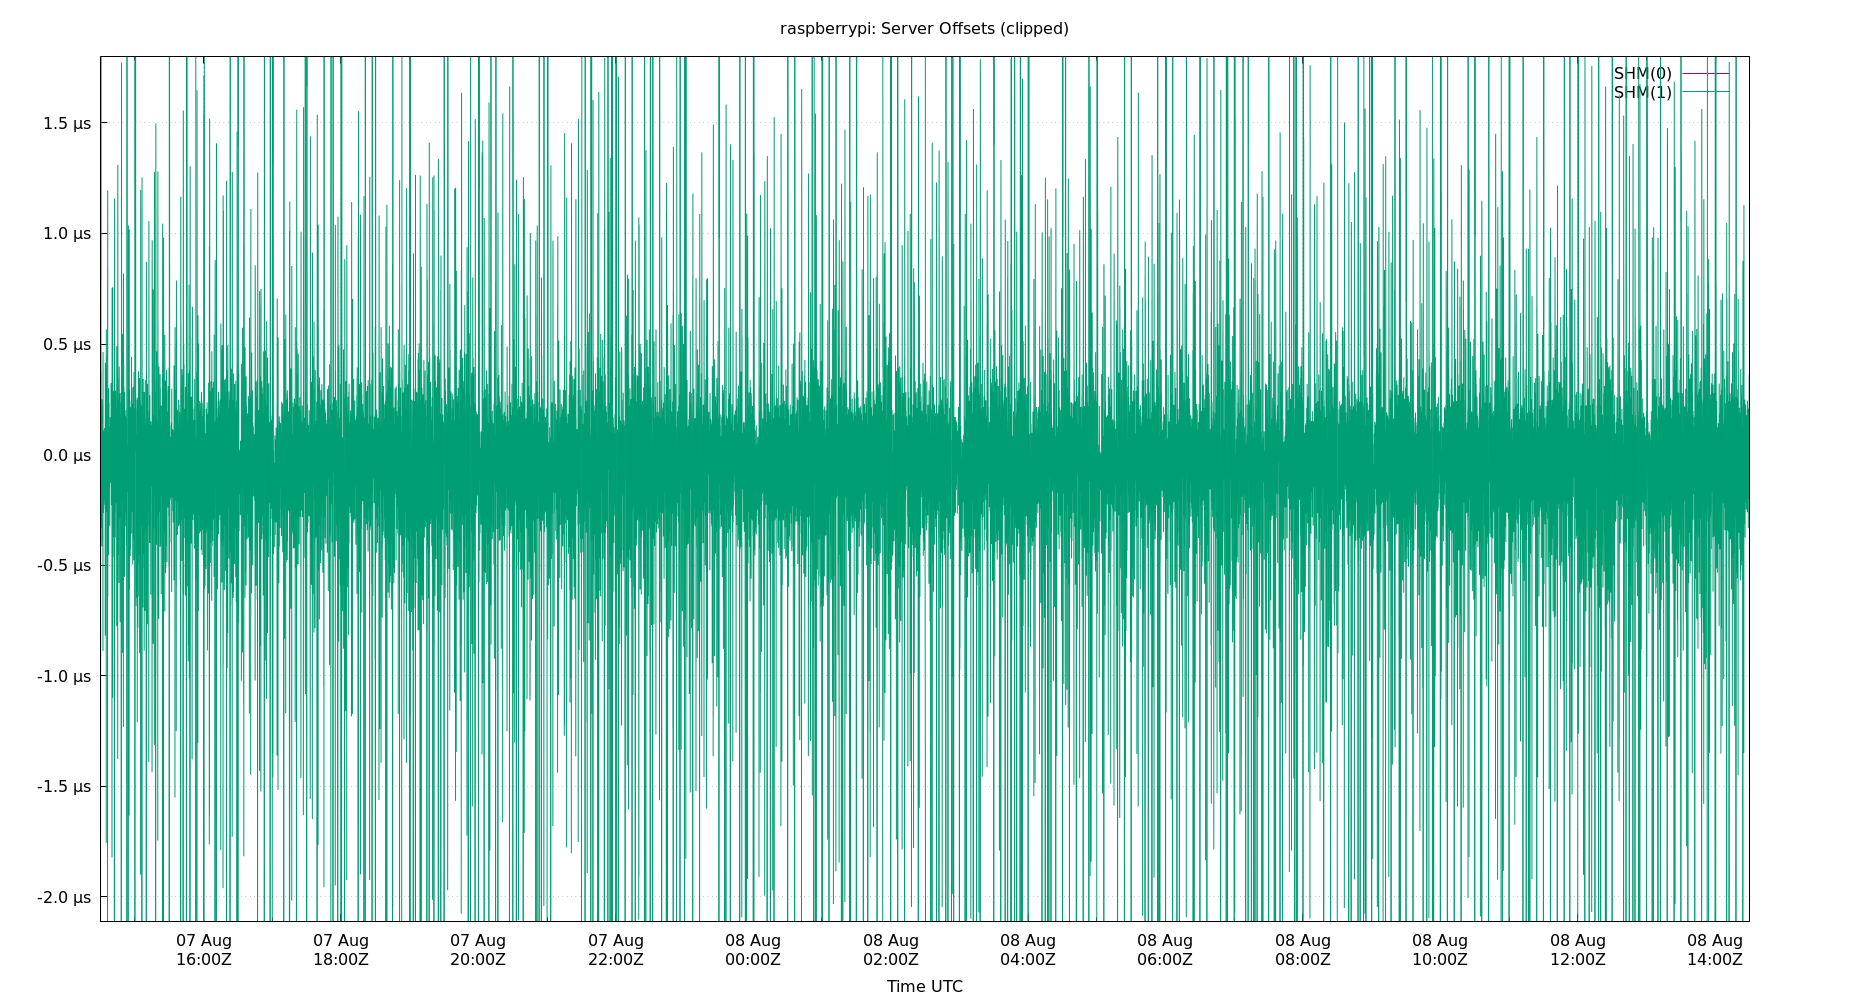 raspberrypi: Server Offsets (clipped)
SHM(0)
SHM(1)
1.5 µs
1.0 µs
0.5 µs
0.0 µs
-0.5 µs
-1.0 µs
-1.5 µs
-2.0 µs
07 Aug 07 Aug 07 Aug 07 Aug 08 Aug 08 Aug 08 Aug 08 Aug 08 Aug 08 Aug 08 Aug 08 Aug
16:00Z 18:00Z 20:00Z 22:00Z 00:00Z 02:00Z 04:00Z 06:00Z 08:00Z 10:00Z 12:00Z 14:00Z
Time UTC